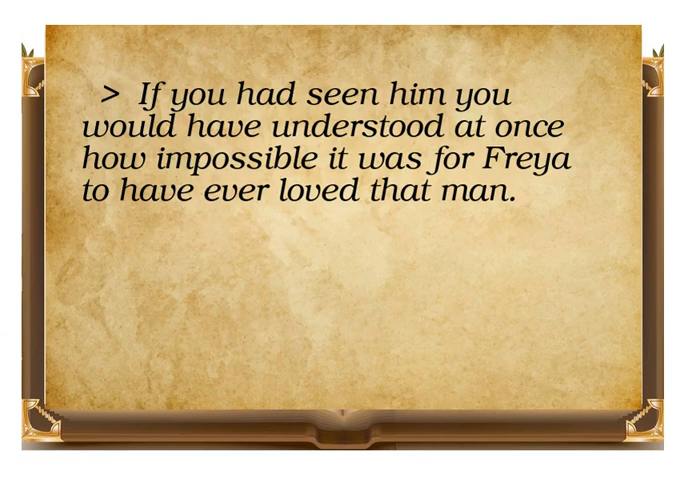 > If you had seen him you
would have understood at once
how impossible it was for Freya
to have ever loved that man.